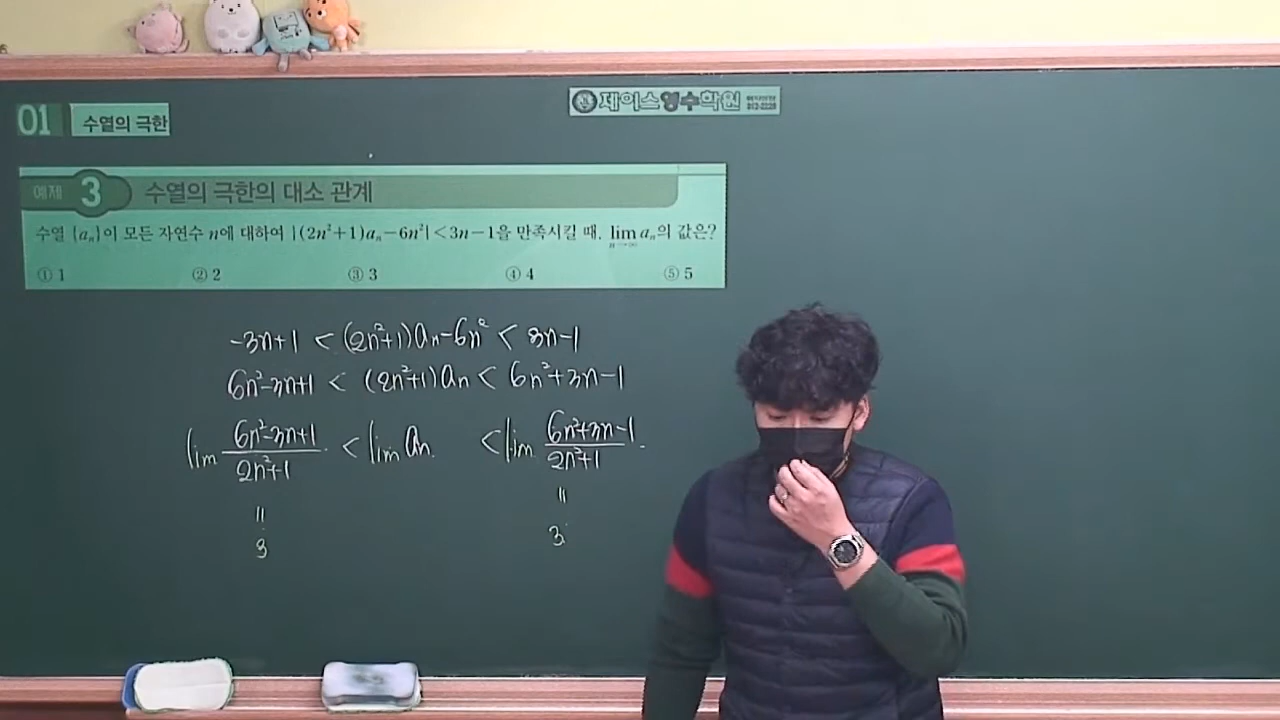 01 수열의 극한
제이스영수학원
예제 3 수열의 극한의 대소 관계
수열 {aₙ}이 모든 자연수 n에 대하여 |(2n²+1)aₙ−6n²|<3n−1을 만족시킬 때, lim n→∞ aₙ의 값은?
① 1 ② 2 ③ 3 ④ 4 ⑤ 5
-3n+1 < (2n²+1)aₙ-6n² < 3n-1
6n²-3n+1 < (2n²+1)aₙ < 6n²+3n-1
lim (6n²-3n+1)/(2n²+1) < lim aₙ < lim (6n²+3n-1)/(2n²+1)
= =
3 3